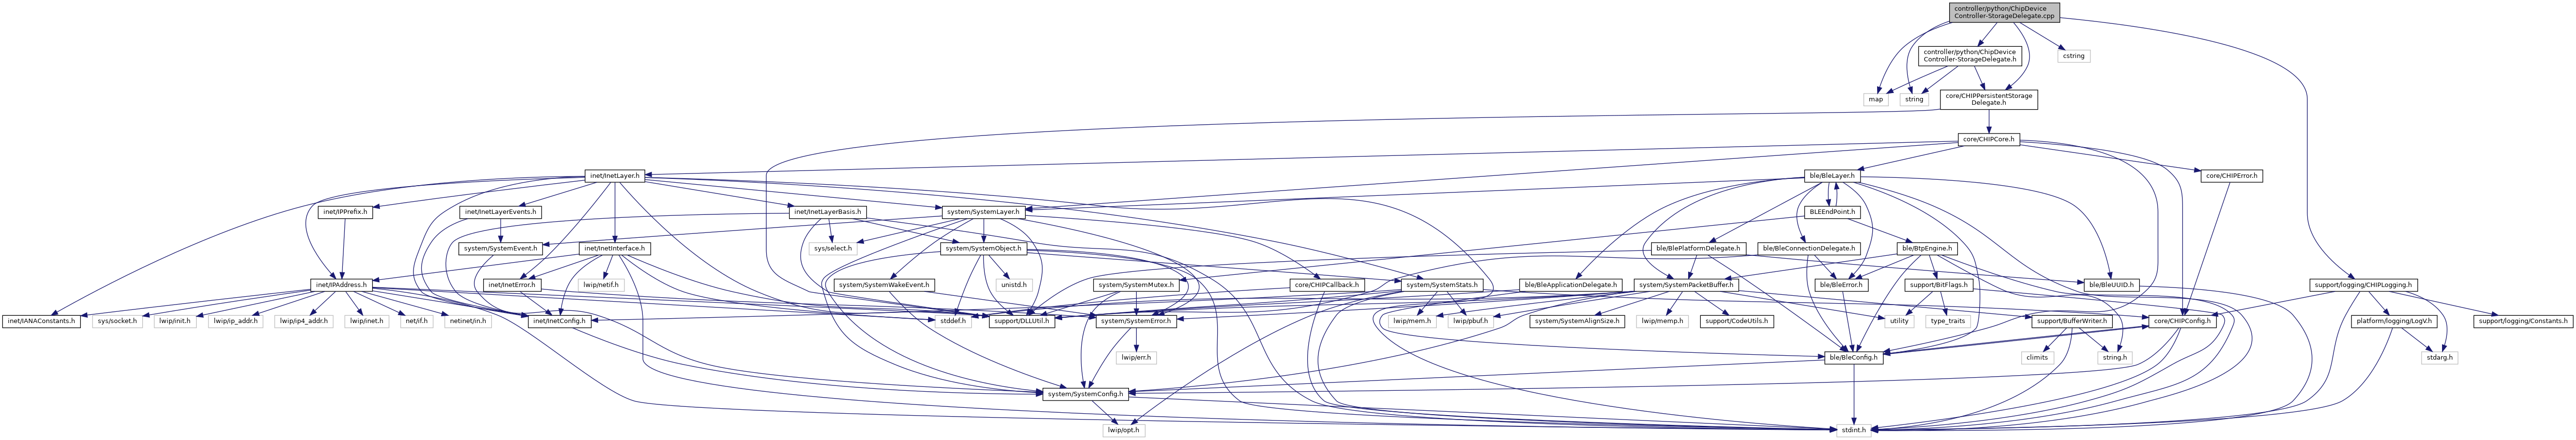 controller/python/ChipDevice
Controller-StorageDelegate.cpp
controller/python/ChipDevice
Controller-StorageDelegate.h
cstring
map
string
core/CHIPPersistentStorage
Delegate.h
core/CHIPCore.h
inet/InetLayer.h
ble/BleLayer.h
core/CHIPError.h
inet/IPPrefix.h
inet/InetLayerEvents.h
inet/InetLayerBasis.h
system/SystemLayer.h
BLEEndPoint.h
system/SystemEvent.h
inet/InetInterface.h
sys/select.h
system/SystemObject.h
ble/BlePlatformDelegate.h
ble/BleConnectionDelegate.h
ble/BtpEngine.h
inet/IPAddress.h
inet/InetError.h
lwip/netif.h
system/SystemWakeEvent.h
unistd.h
system/SystemMutex.h
core/CHIPCallback.h
system/SystemStats.h
ble/BleApplicationDelegate.h
system/SystemPacketBuffer.h
ble/BleError.h
support/BitFlags.h
ble/BleUUID.h
support/logging/CHIPLogging.h
inet/IANAConstants.h
sys/socket.h
lwip/init.h
lwip/ip_addr.h
lwip/ip4_addr.h
lwip/inet.h
net/if.h
netinet/in.h
inet/InetConfig.h
stddef.h
support/DLLUtil.h
system/SystemError.h
lwip/mem.h
lwip/pbuf.h
system/SystemAlignSize.h
lwip/memp.h
support/CodeUtils.h
utility
type_traits
support/BufferWriter.h
core/CHIPConfig.h
platform/logging/LogV.h
support/logging/Constants.h
lwip/err.h
ble/BleConfig.h
climits
string.h
stdarg.h
system/SystemConfig.h
lwip/opt.h
stdint.h